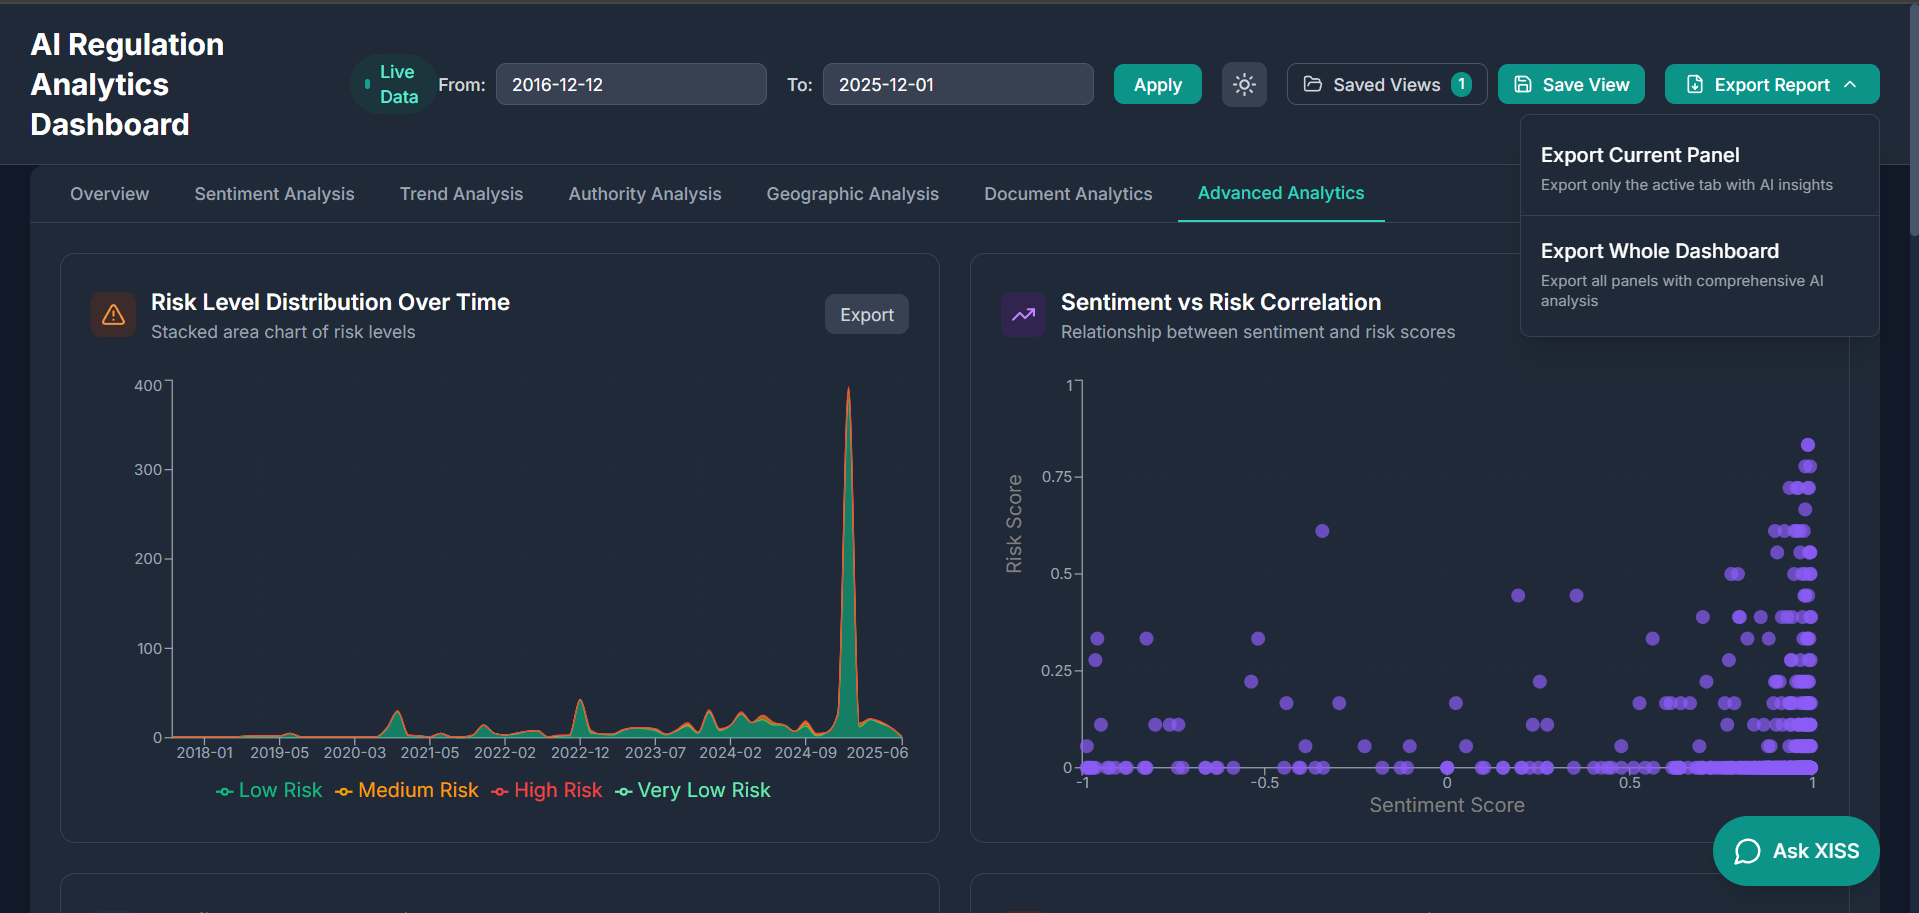 AI Regulation
Analytics
Dashboard
Live
Data
From:
2016-12-12
To:
2025-12-01
Apply
Saved Views 1
Save View
Export Report
Export Current Panel
Export only the active tab with AI insights
Export Whole Dashboard
Export all panels with comprehensive AI
analysis
Overview
Sentiment Analysis
Trend Analysis
Authority Analysis
Geographic Analysis
Document Analytics
Advanced Analytics
Risk Level Distribution Over Time
Stacked area chart of risk levels
Export
400
300
200
100
0
2018-01 2019-05 2020-03 2021-05 2022-02 2022-12 2023-07 2024-02 2024-09 2025-06
Low Risk Medium Risk High Risk Very Low Risk
Sentiment vs Risk Correlation
Relationship between sentiment and risk scores
Risk Score
1
0.75
0.5
0.25
0
-1 -0.5 0 0.5 1
Sentiment Score
Ask XISS